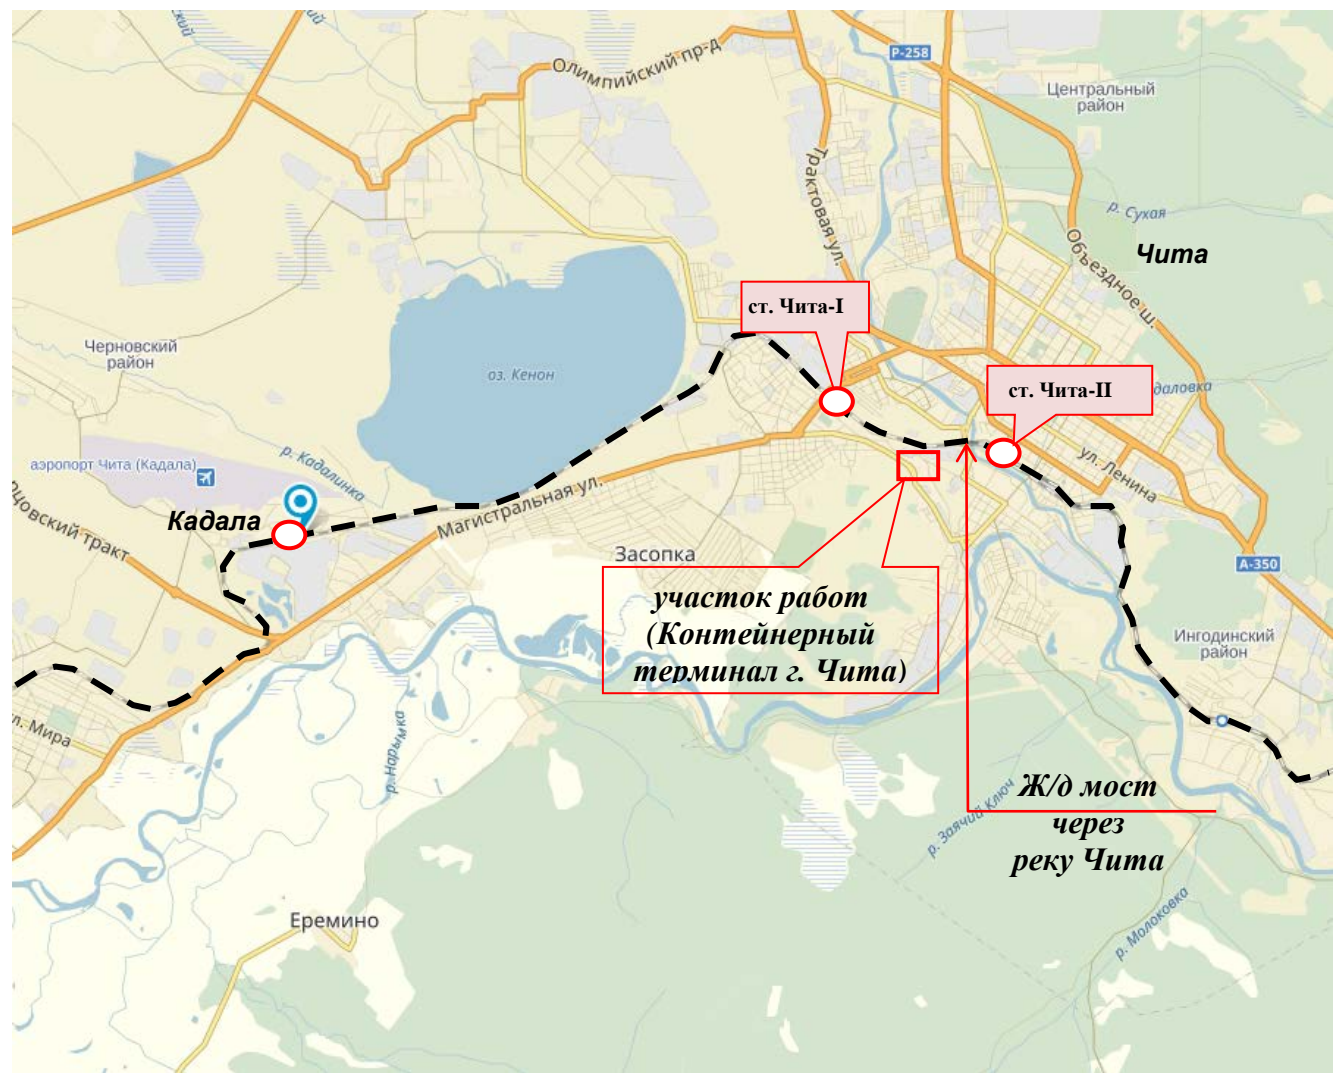 Олимпийский пр-д
Р-258
Центральный
район
Трактовая ул.
р. Сухая
Чита
Объездное ш.
ст. Чита-I
Черновский
район
оз. Кенон
ст. Чита-II
ул. Ленина
аэропорт Чита (Кадала)
р. Кадалинка
Кадала
Магистральная ул.
Засопка
А-350
участок работ
(Контейнерный
терминал г. Чита)
Ингодинский
район
л. Мира
р. Нарымка
р. Заячий Ключ
Ж/д мост
через
реку Чита
Еремино
р. Молоковка